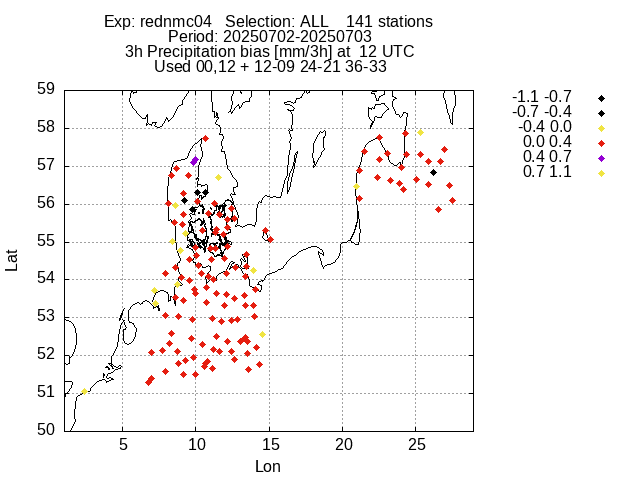 Exp: rednmc04 Selection: ALL 141 stations
Period: 20250702-20250703
3h Precipitation bias [mm/3h] at 12 UTC
Used 00,12 + 12-09 24-21 36-33
-1.1 -0.7
-0.7 -0.4
-0.4 0.0
0.0 0.4
0.4 0.7
0.7 1.1
Lat
59
58
57
56
55
54
53
52
51
50
5 10 15 20 25
Lon